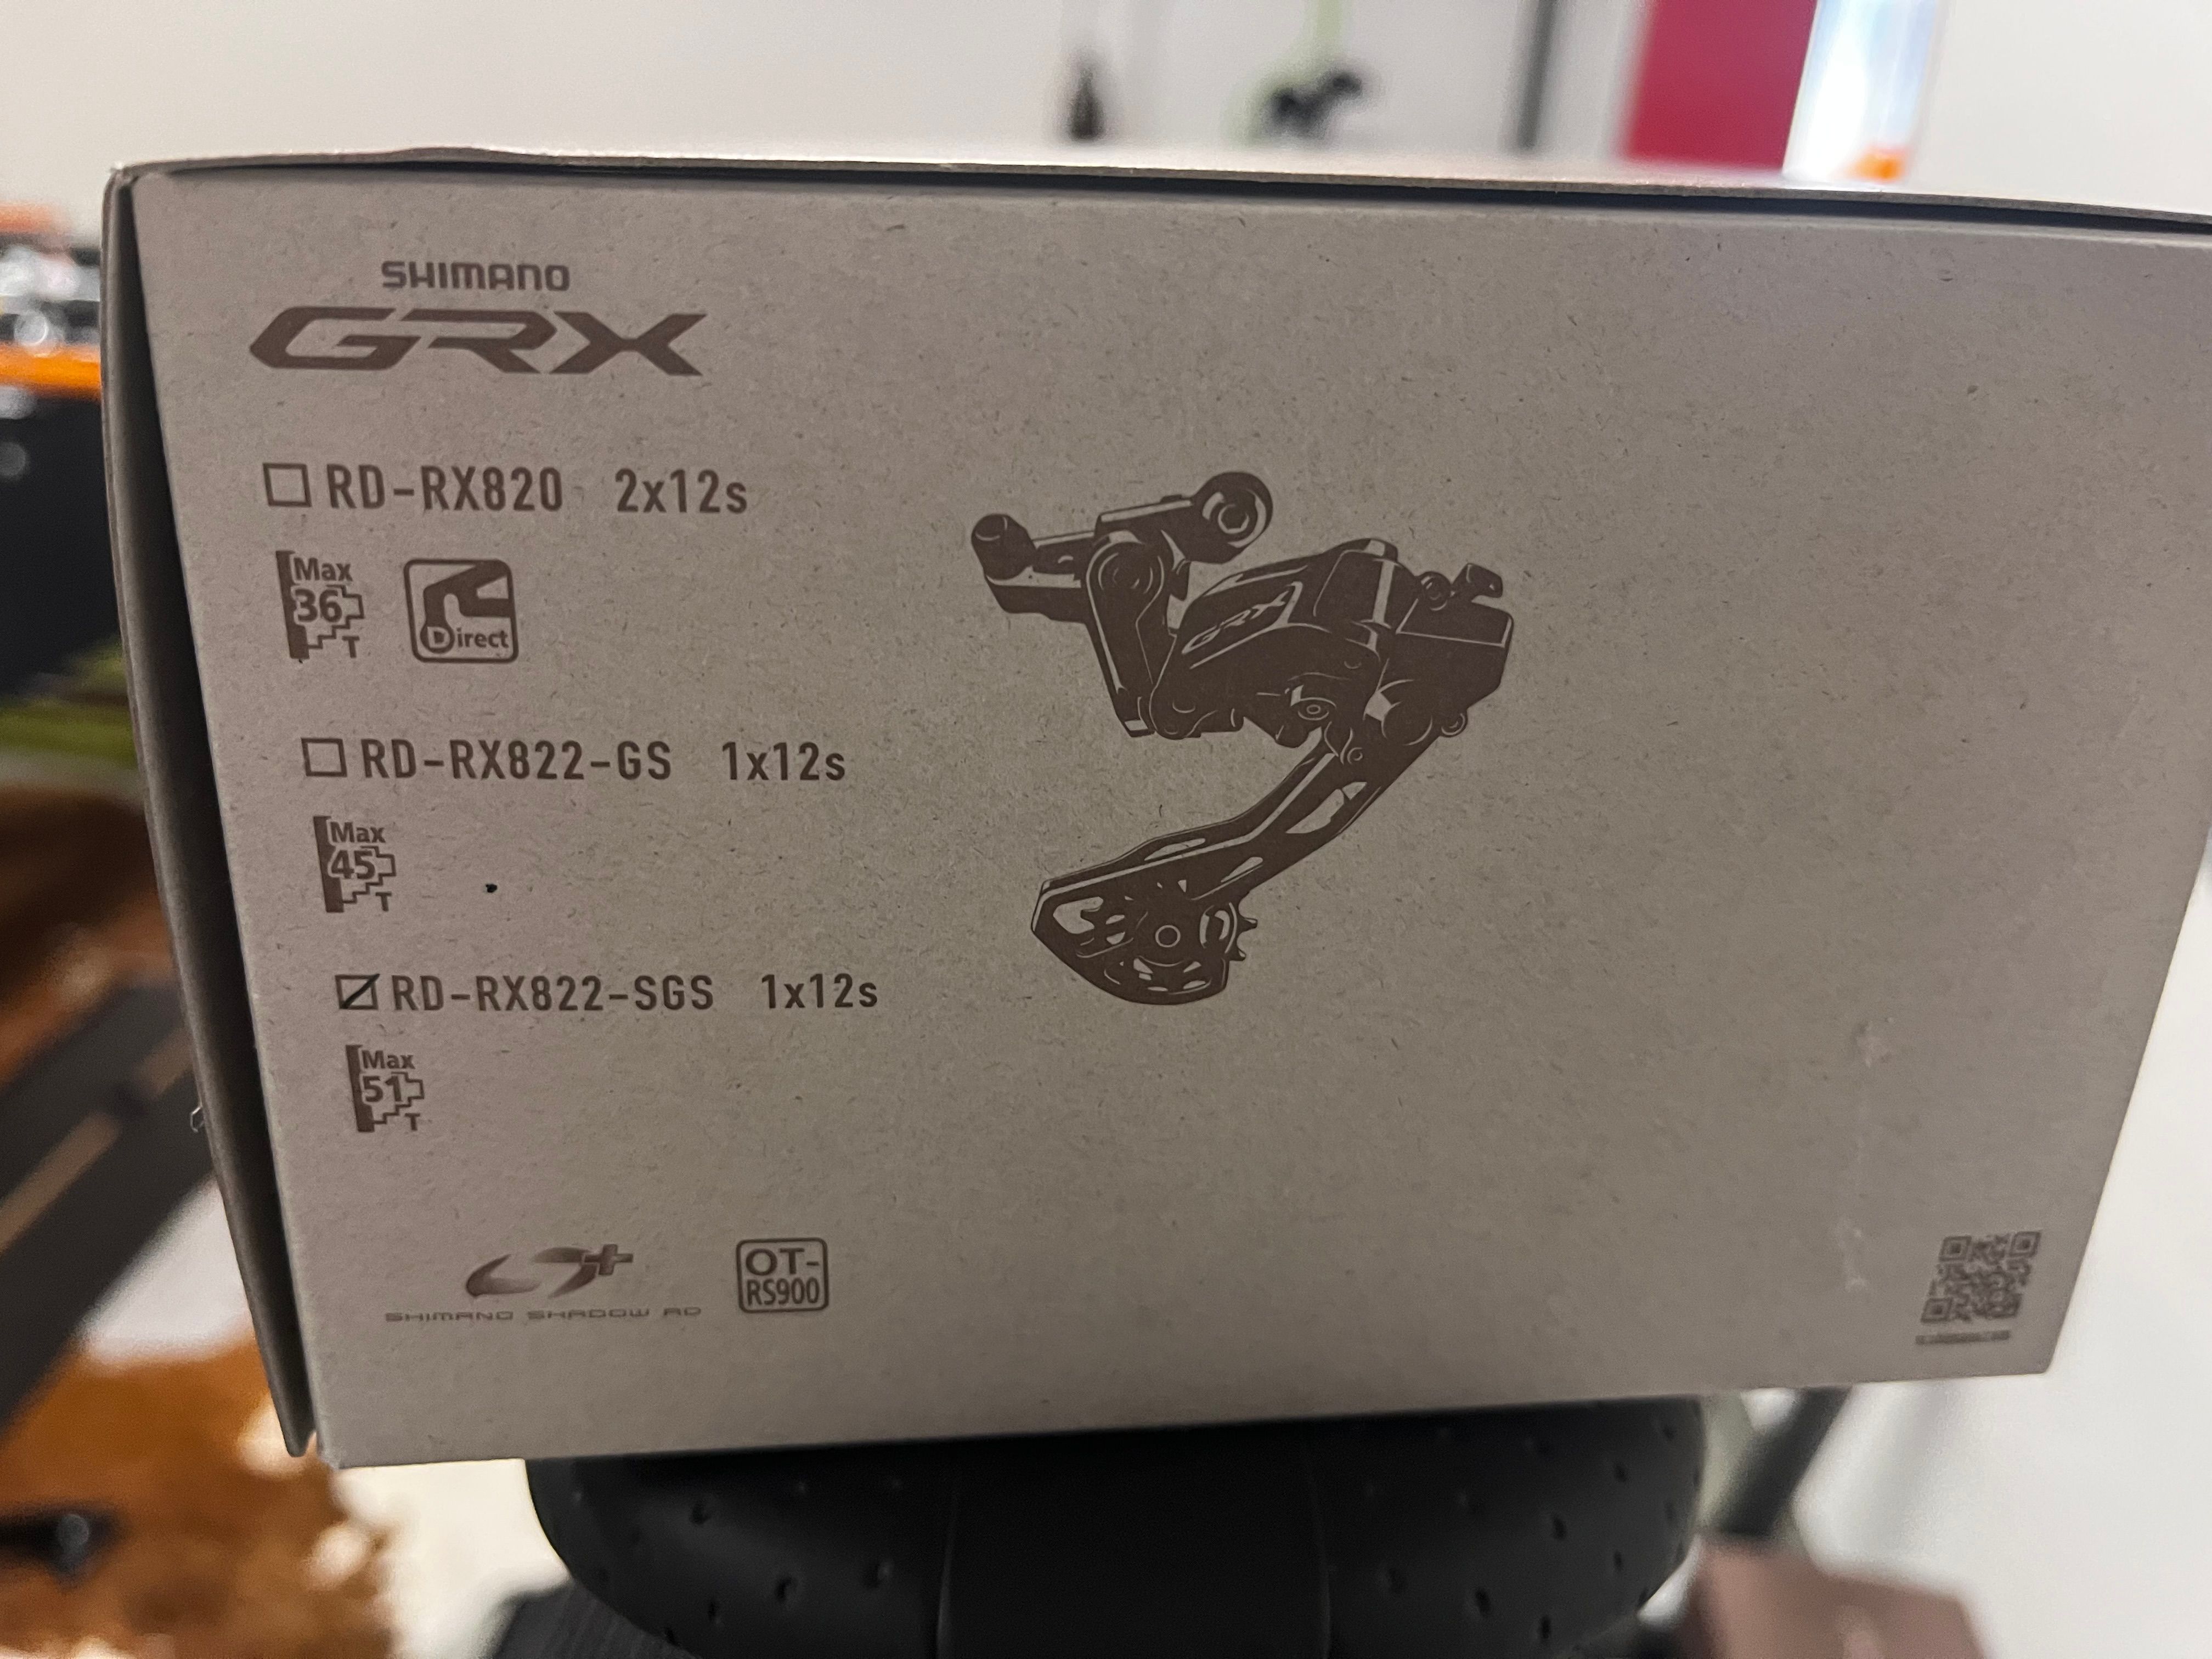 SHIMANO
GRX
RD-RX820 2x12s
Max
36
T
Direct
RD-RX822-GS 1x12s
Max
45
T
RD-RX822-SGS 1x12s
Max
51
T
GRX
SHIMANO SHADOW RD
OT-
RS900